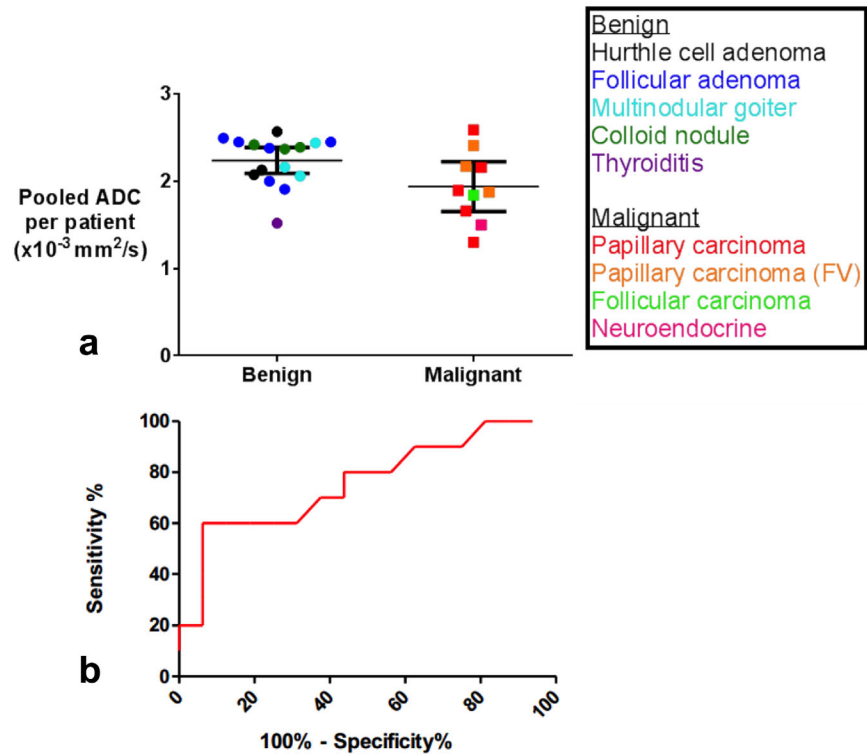 Benign
Hurthle cell adenoma
Follicular adenoma
Multinodular goiter
Colloid nodule
Thyroiditis
Malignant
Papillary carcinoma
Papillary carcinoma (FV)
Follicular carcinoma
Neuroendocrine
3
2
1
0
Pooled ADC
per patient
(x10⁻³ mm²/s)
Benign
Malignant
a
100
80
60
40
20
0
Sensitivity %
0
20
40
60
80
100
100% - Specificity%
b